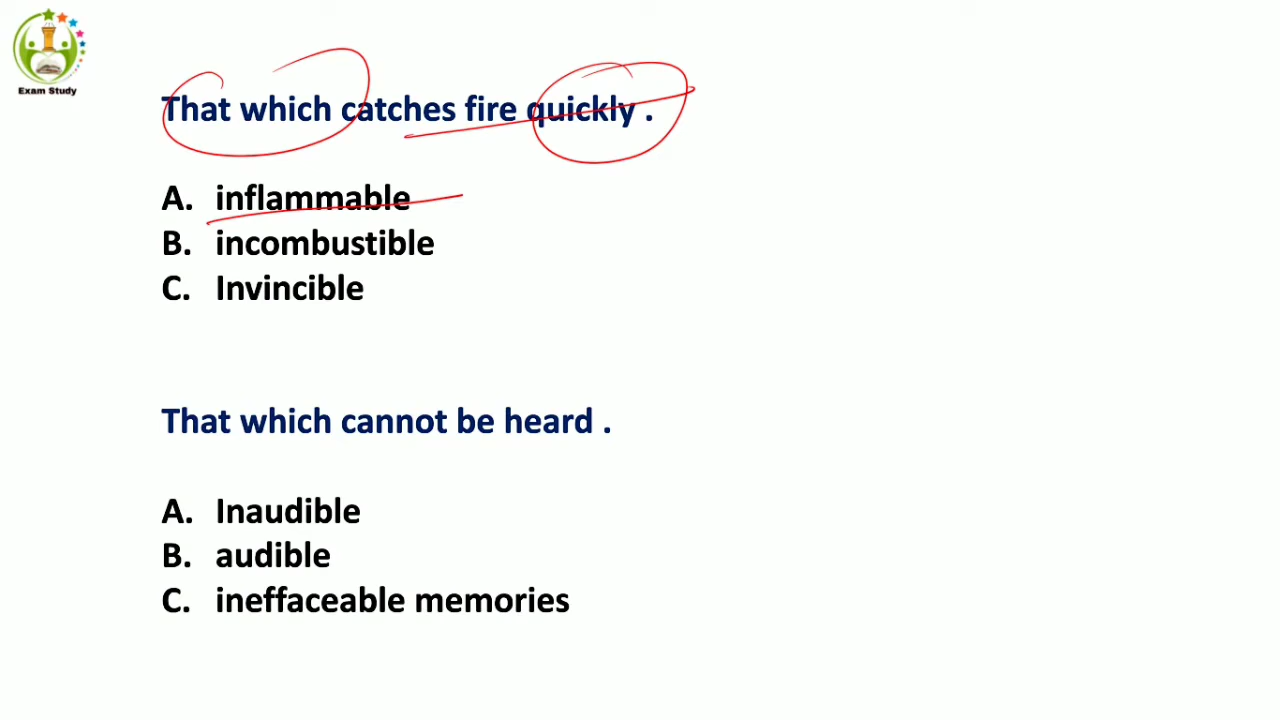 Exam Study
That which catches fire quickly .
A. inflammable
B. incombustible
C. Invincible
That which cannot be heard .
A. Inaudible
B. audible
C. ineffaceable memories